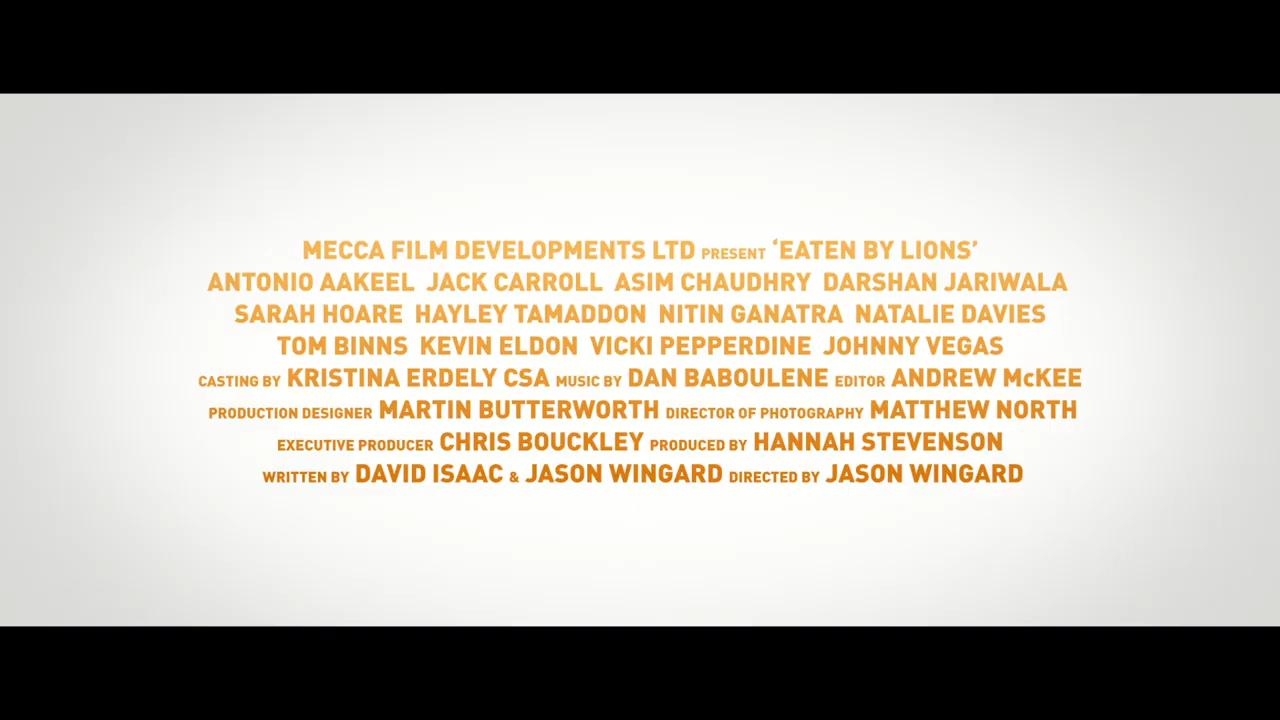 MECCA FILM DEVELOPMENTS LTD PRESENT ‘EATEN BY LIONS’
ANTONIO AAKEEL JACK CARROLL ASIM CHAUDHRY DARSHAN JARIWALA
SARAH HOARE HAYLEY TAMADDON NITIN GANATRA NATALIE DAVIES
TOM BINNS KEVIN ELDON VICKI PEPPERDINE JOHNNY VEGAS
CASTING BY KRISTINA ERDELY CSA MUSIC BY DAN BABOULENE EDITOR ANDREW McKEE
PRODUCTION DESIGNER MARTIN BUTTERWORTH DIRECTOR OF PHOTOGRAPHY MATTHEW NORTH
EXECUTIVE PRODUCER CHRIS BOUCKLEY PRODUCED BY HANNAH STEVENSON
WRITTEN BY DAVID ISAAC & JASON WINGARD DIRECTED BY JASON WINGARD